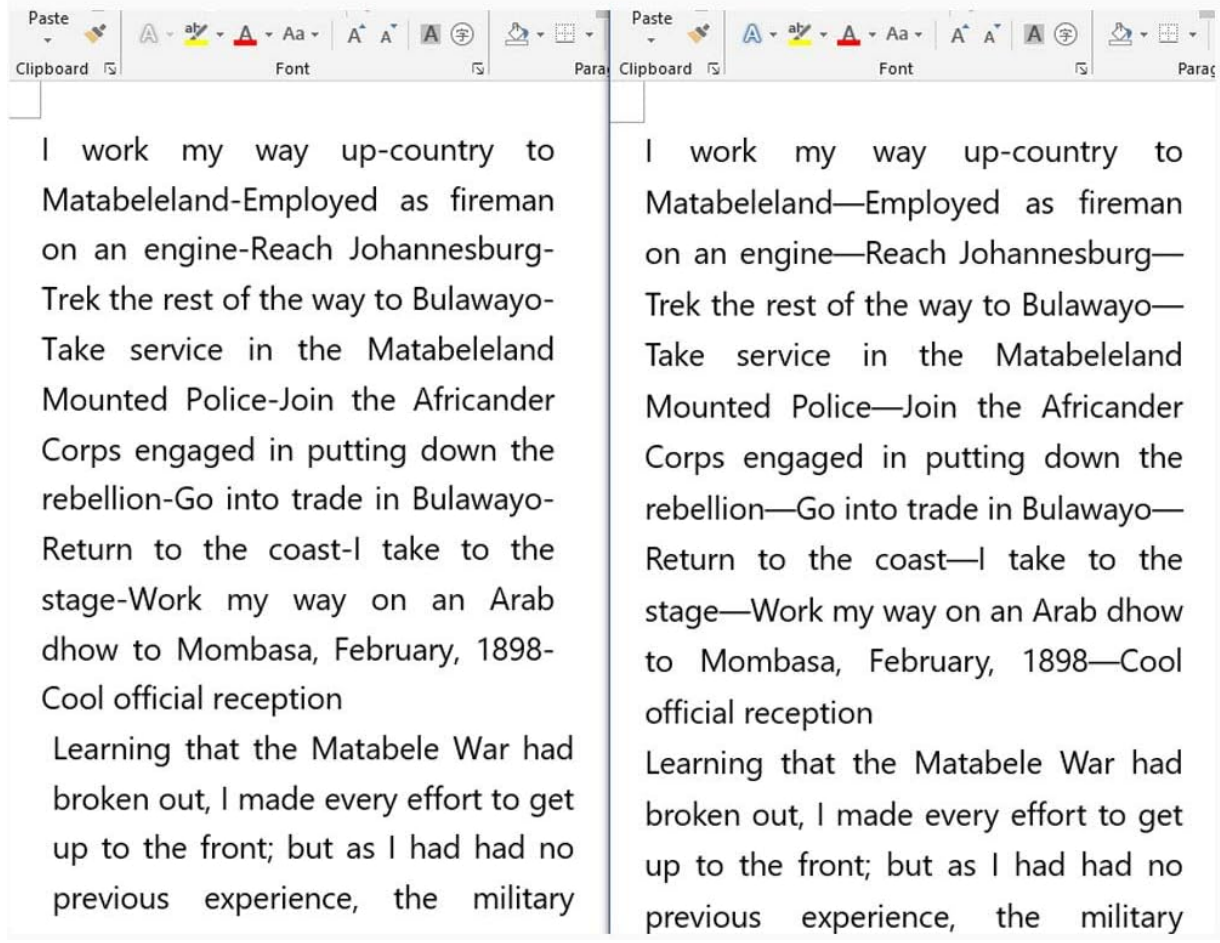 Paste
Aa
Clipboard
Font
Para
I work my way up-country to
Matabeleland-Employed as fireman
on an engine-Reach Johannesburg-
Trek the rest of the way to Bulawayo-
Take service in the Matabeleland
Mounted Police-Join the Africander
Corps engaged in putting down the
rebellion-Go into trade in Bulawayo-
Return to the coast-I take to the
stage-Work my way on an Arab
dhow to Mombasa, February, 1898-
Cool official reception
Learning that the Matabele War had
broken out, I made every effort to get
up to the front; but as I had had no
previous experience, the military
Paste
Aa
Clipboard
Font
Parag
I work my way up-country to
Matabeleland—Employed as fireman
on an engine—Reach Johannesburg—
Trek the rest of the way to Bulawayo—
Take service in the Matabeleland
Mounted Police—Join the Africander
Corps engaged in putting down the
rebellion—Go into trade in Bulawayo—
Return to the coast—I take to the
stage—Work my way on an Arab dhow
to Mombasa, February, 1898—Cool
official reception
Learning that the Matabele War had
broken out, I made every effort to get
up to the front; but as I had had no
previous experience, the military